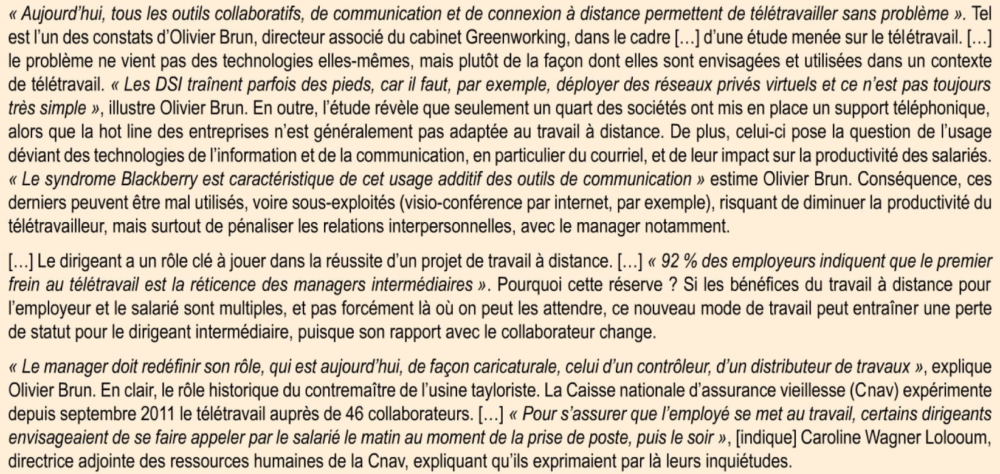 « Aujourd’hui, tous les outils collaboratifs, de communication et de connexion à distance permettent de télétravailler sans problème ». Tel
est l’un des constats d’Olivier Brun, directeur associé du cabinet Greenworking, dans le cadre […] d’une étude menée sur le télétravail. […]
le problème ne vient pas des technologies elles-mêmes, mais plutôt de la façon dont elles sont envisagées et utilisées dans un contexte
de télétravail. « Les DSI traînent parfois des pieds, car il faut, par exemple, déployer des réseaux privés virtuels et ce n’est pas toujours
très simple », illustre Olivier Brun. En outre, l’étude révèle que seulement un quart des sociétés ont mis en place un support téléphonique,
alors que la hot line des entreprises n’est généralement pas adaptée au travail à distance. De plus, celui-ci pose la question de l’usage
déviant des technologies de l’information et de la communication, en particulier du courriel, et de leur impact sur la productivité des salariés.
« Le syndrome Blackberry est caractéristique de cet usage additif des outils de communication » estime Olivier Brun. Conséquence, ces
derniers peuvent être mal utilisés, voire sous-exploités (visio-conférence par internet, par exemple), risquant de diminuer la productivité du
télétravailleur, mais surtout de pénaliser les relations interpersonnelles, avec le manager notamment.
[…] Le dirigeant a un rôle clé à jouer dans la réussite d’un projet de travail à distance. […] « 92 % des employeurs indiquent que le premier
frein au télétravail est la réticence des managers intermédiaires ». Pourquoi cette réserve ? Si les bénéfices du travail à distance pour
l’employeur et le salarié sont multiples, et pas forcément là où on peut les attendre, ce nouveau mode de travail peut entraîner une perte
de statut pour le dirigeant intermédiaire, puisque son rapport avec le collaborateur change.
« Le manager doit redéfinir son rôle, qui est aujourd’hui, de façon caricaturale, celui d’un contrôleur, d’un distributeur de travaux », explique
Olivier Brun. En clair, le rôle historique du contremaître de l’usine tayloriste. La Caisse nationale d’assurance vieillesse (Cnav) expérimente
depuis septembre 2011 le télétravail auprès de 46 collaborateurs. […] « Pour s’assurer que l’employé se met au travail, certains dirigeants
envisageaient de se faire appeler par le salarié le matin au moment de la prise de poste, puis le soir », [indique] Caroline Wagner Lolooum,
directrice adjointe des ressources humaines de la Cnav, expliquant qu’ils exprimaient par là leurs inquiétudes.